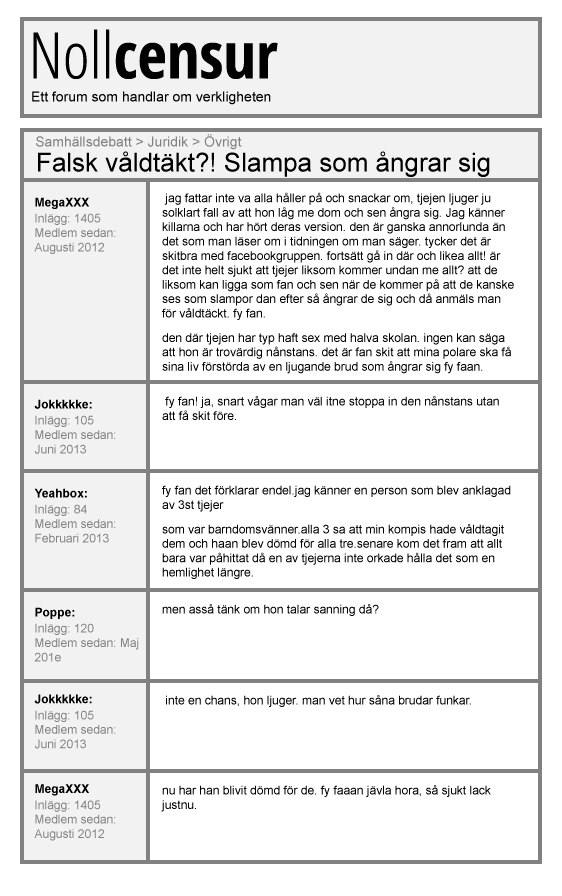 Nollcensur
Ett forum som handlar om verkligheten
Samhällsdebatt > Juridik > Övrigt
Falsk våldtäkt?! Slampa som ångrar sig
MegaXXX
Inlägg: 1405
Medlem sedan:
Augusti 2012
jag fattar inte va alla håller på och snackar om, tjejen ljuger ju
solklart fall av att hon låg me dom och sen ångra sig. Jag känner
killarna och har hört deras version. den är ganska annorlunda än
det som man läser om i tidningen om man säger. tycker det är
skitbra med facebookgruppen. fortsätt gå in där och likea allt! är
det inte helt sjukt att tjejer liksom kommer undan me allt? att de
liksom kan ligga som fan och sen när de kommer på att de kanske
ses som slampor dan efter så ångrar de sig och då anmäls man
för våldtäckt. fy fan.
den där tjejen har typ haft sex med halva skolan. ingen kan säga
att hon är trovärdig nånstans. det är fan skit att mina polare ska få
sina liv förstörda av en ljugande brud som ångrar sig fy faan.
Jokkkkke:
Inlägg: 105
Medlem sedan:
Juni 2013
fy fan! ja, snart vågar man väl itne stoppa in den nånstans utan
att få skit före.
Yeahbox:
Inlägg: 84
Medlem sedan:
Februari 2013
fy fan det förklarar endel.jag känner en person som blev anklagad
av 3st tjejer
som var barndomsvänner.alla 3 sa att min kompis hade våldtagit
dem och haan blev dömd för alla tre.senare kom det fram att allt
bara var påhittat då en av tjejerna inte orkade hålla det som en
hemlighet längre.
Poppe:
Inlägg: 120
Medlem sedan: Maj
201e
men asså tänk om hon talar sanning då?
Jokkkkke:
Inlägg: 105
Medlem sedan:
Juni 2013
inte en chans, hon ljuger. man vet hur såna brudar funkar.
MegaXXX
Inlägg: 1405
Medlem sedan:
Augusti 2012
nu har han blivit dömd för de. fy faaan jävla hora, så sjukt lack
justnu.